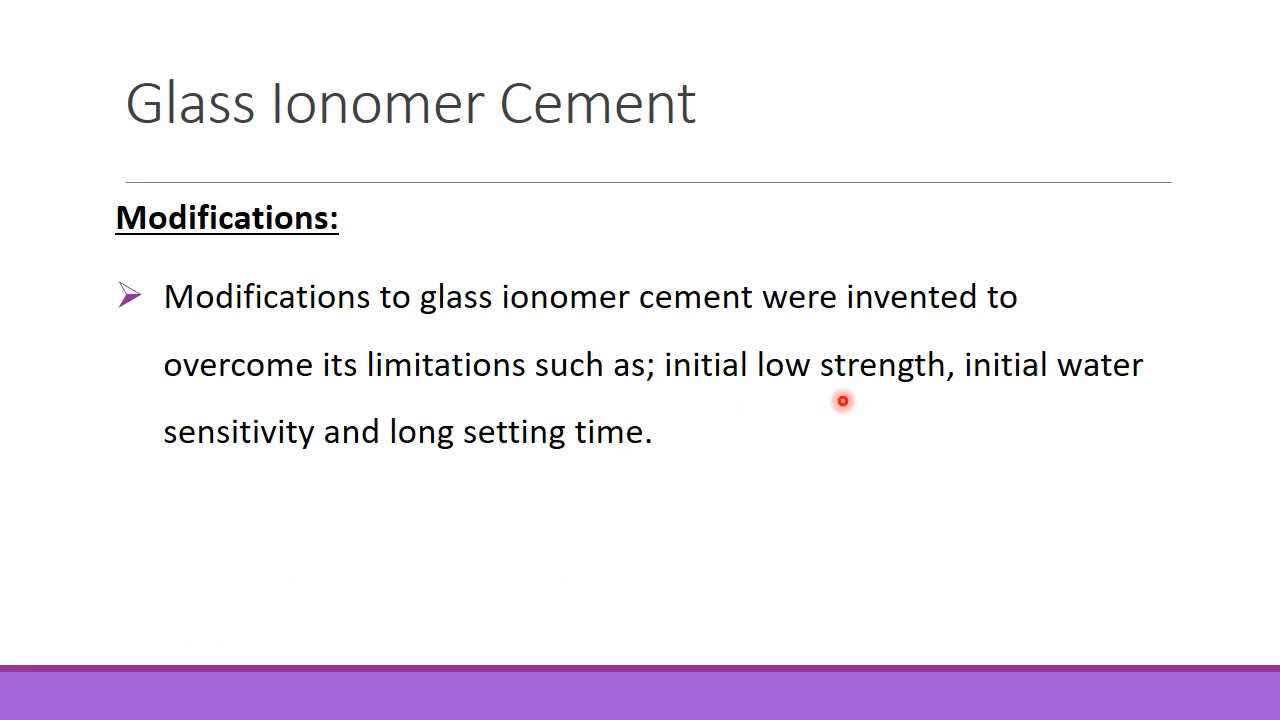 Glass Ionomer Cement
Modifications:
Modifications to glass ionomer cement were invented to
overcome its limitations such as; initial low strength, initial water
sensitivity and long setting time.